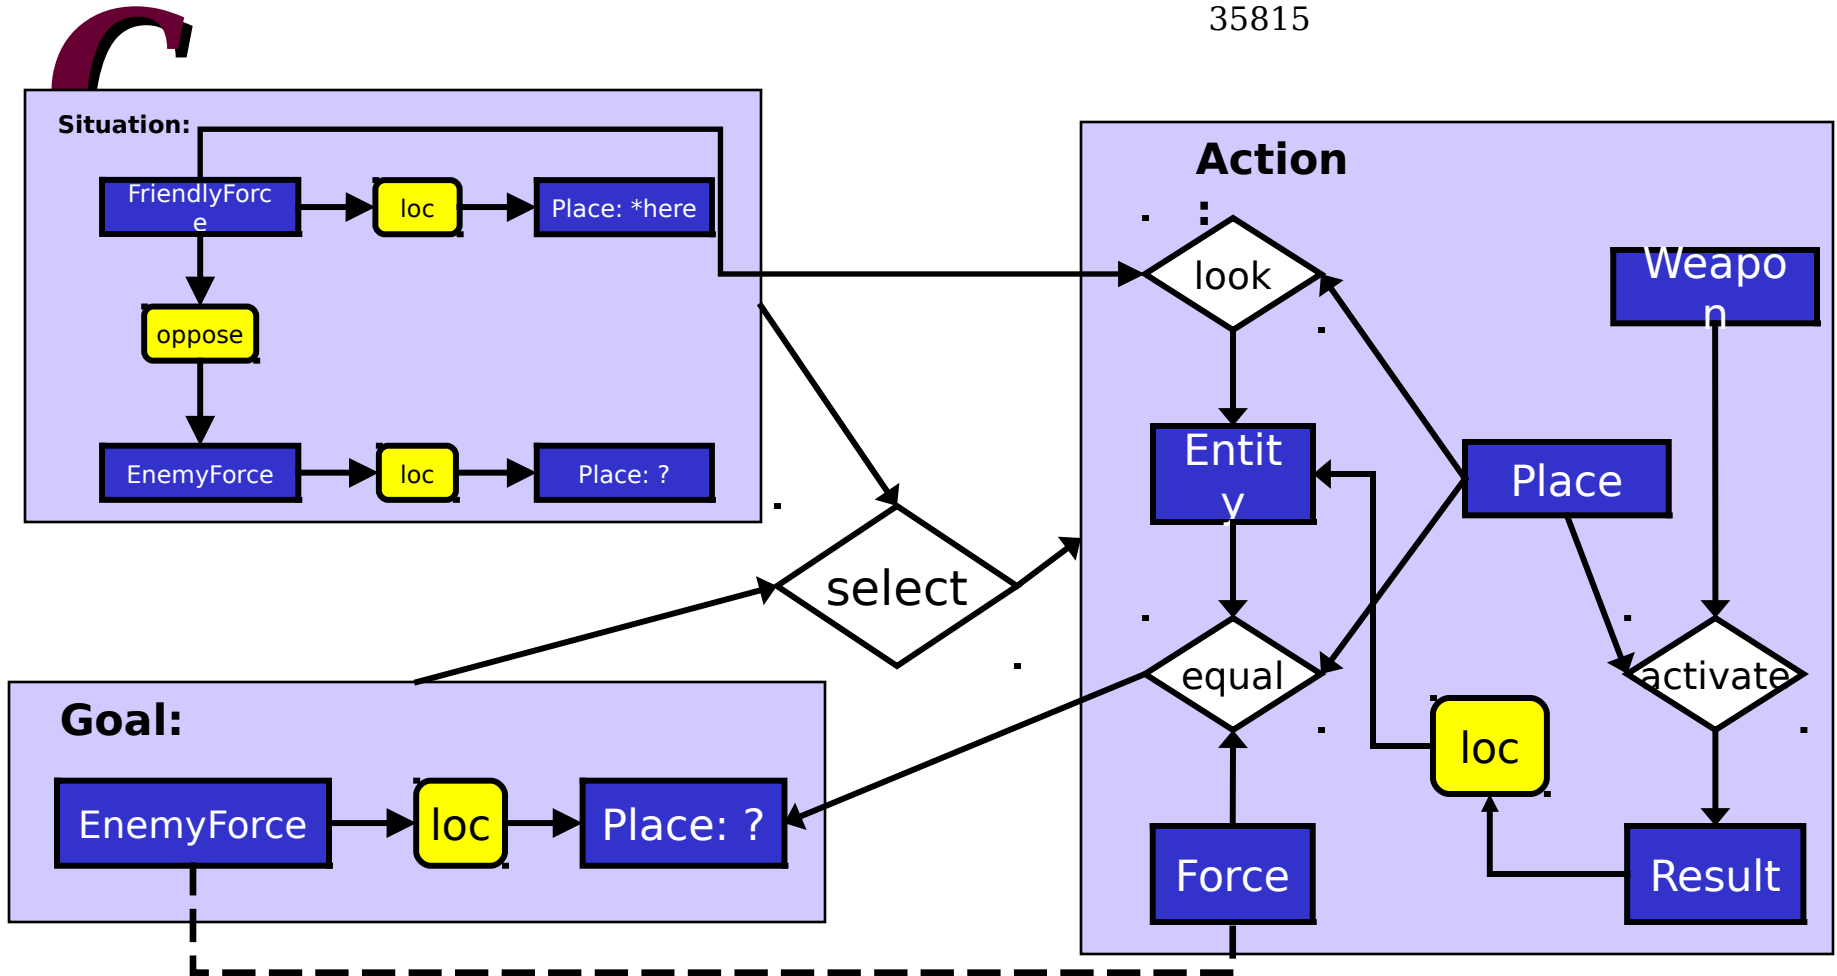 35815
C
Situation:
FriendlyForc
e
loc
Place: *here
oppose
EnemyForce
loc
Place: ?
select
Goal:
EnemyForce
loc
Place: ?
Action
:
look
Weapo
n
Entit
y
Place
equal
activate
loc
Force
Result